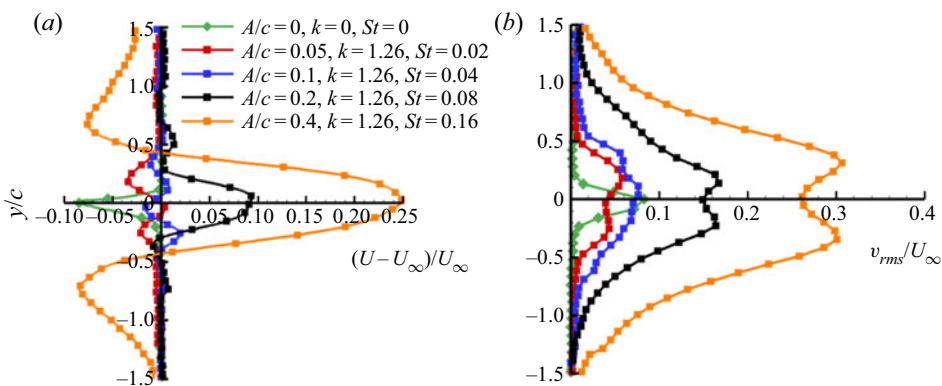 (a)
1.5
A/c = 0, k = 0, St = 0
A/c = 0.05, k = 1.26, St = 0.02
A/c = 0.1, k = 1.26, St = 0.04
A/c = 0.2, k = 1.26, St = 0.08
A/c = 0.4, k = 1.26, St = 0.16
1.0
0.5
y/c
0
–0.10 –0.05 0 0.05 0.10 0.15 0.20 0.25
–0.5
(U – U∞)/U∞
–1.0
–1.5
(b)
1.5
1.0
0.5
0
0.1 0.2 0.3 0.4
–0.5
vrms/U∞
–1.0
–1.5